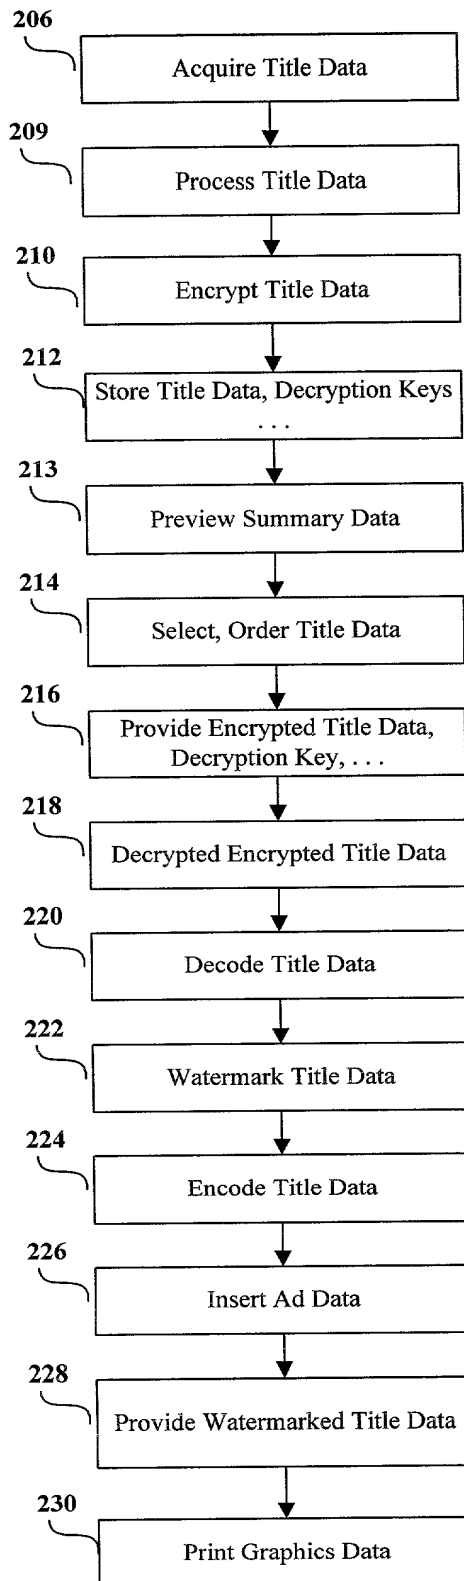 206
Acquire Title Data
209
Process Title Data
210
Encrypt Title Data
212
Store Title Data, Decryption Keys
. . .
213
Preview Summary Data
214
Select, Order Title Data
216
Provide Encrypted Title Data,
Decryption Key, . . .
218
Decrypted Encrypted Title Data
220
Decode Title Data
222
Watermark Title Data
224
Encode Title Data
226
Insert Ad Data
228
Provide Watermarked Title Data
230
Print Graphics Data